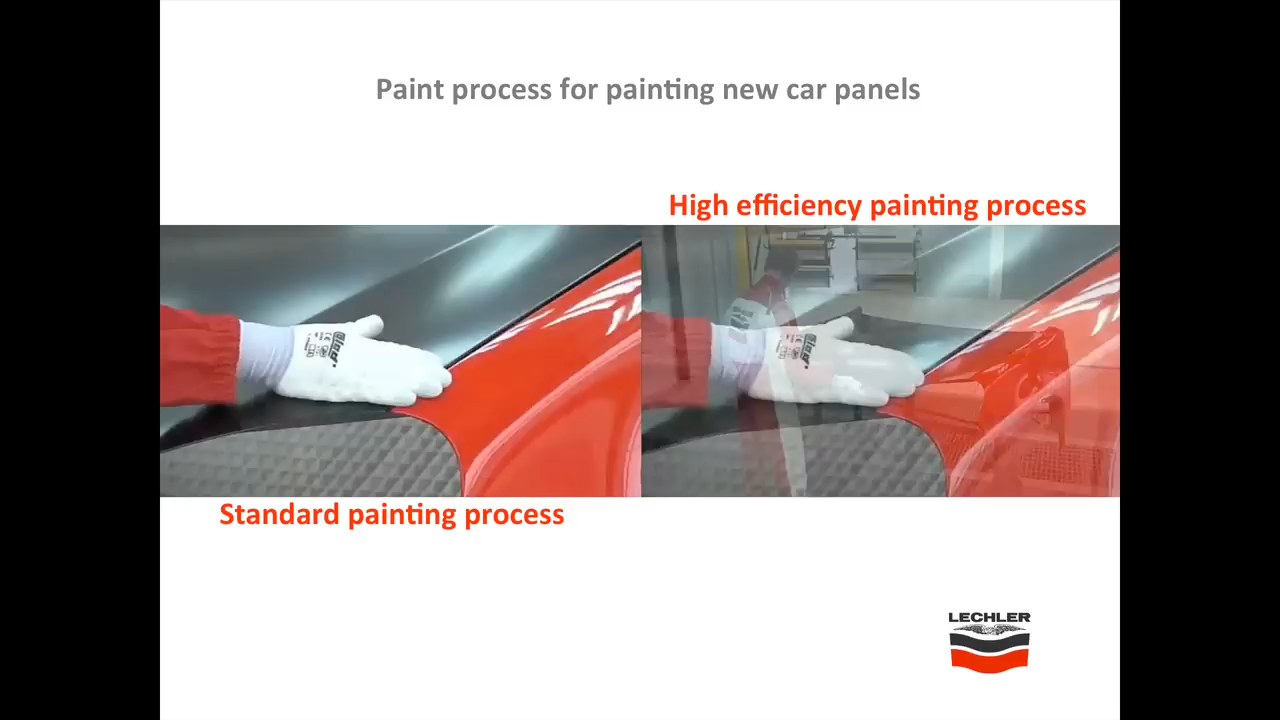 Paint process for painting new car panels
High efficiency painting process
Standard painting process
LECHLER